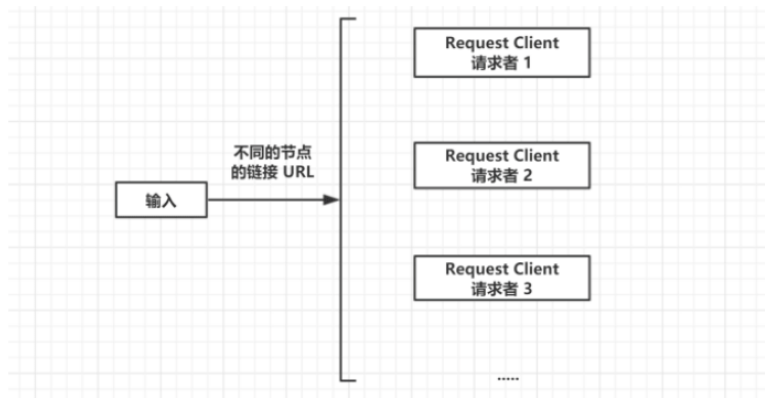 Request Client
请求者 1
不同的节点
的链接 URL
输入
Request Client
请求者 2
Request Client
请求者 3
.....